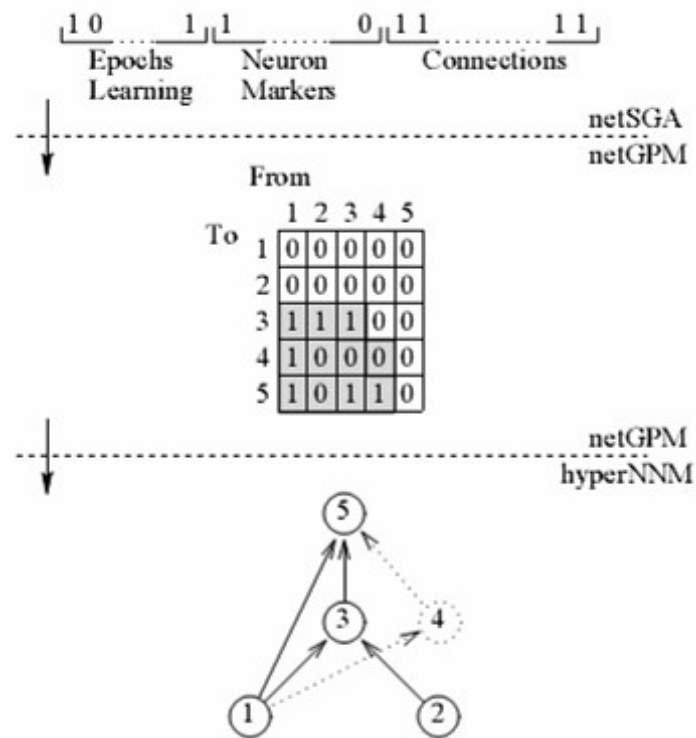 1 0 ...... 1 1 ...... 0 1 1 ...... 1 1
Epochs Neuron Connections
Learning Markers
netSGA
netGPM
From
1 2 3 4 5
To
1 0 0 0 0 0
2 0 0 0 0 0
3 1 1 1 0 0
4 1 0 0 0 0
5 1 0 1 1 0
netGPM
hyperNNM
5
3 4
1 2